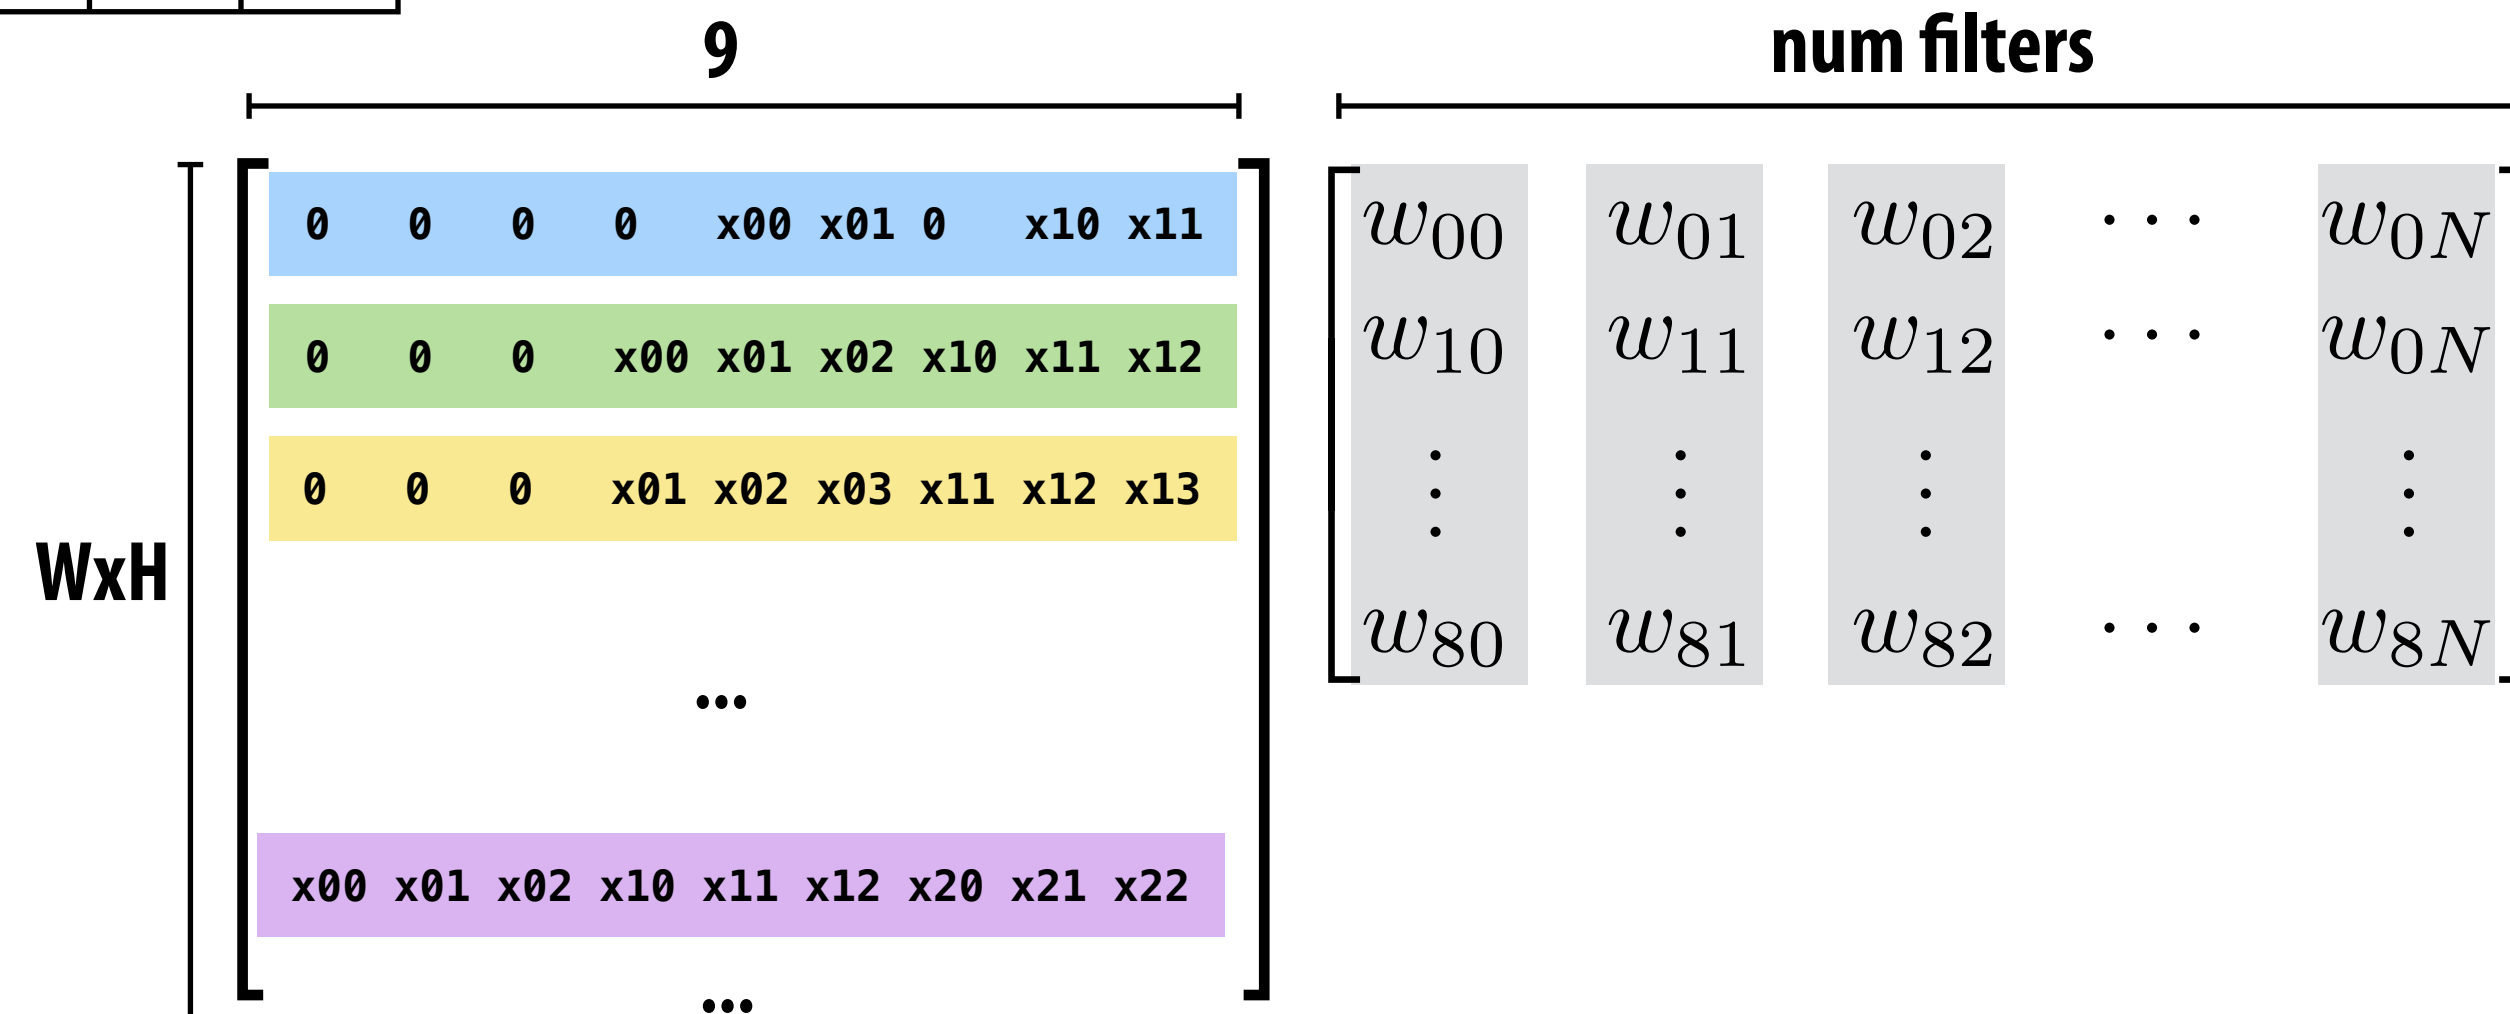 9 num filters
0 0 0 0 x00 x01 0 x10 x11
0 0 0 x00 x01 x02 x10 x11 x12
0 0 0 x01 x02 x03 x11 x12 x13
WxH
...
x00 x01 x02 x10 x11 x12 x20 x21 x22
...
w00 w01 w02 ··· w0N
w10 w11 w12 ··· w0N
⋮ ⋮ ⋮ ⋮
w80 w81 w82 ··· w8N